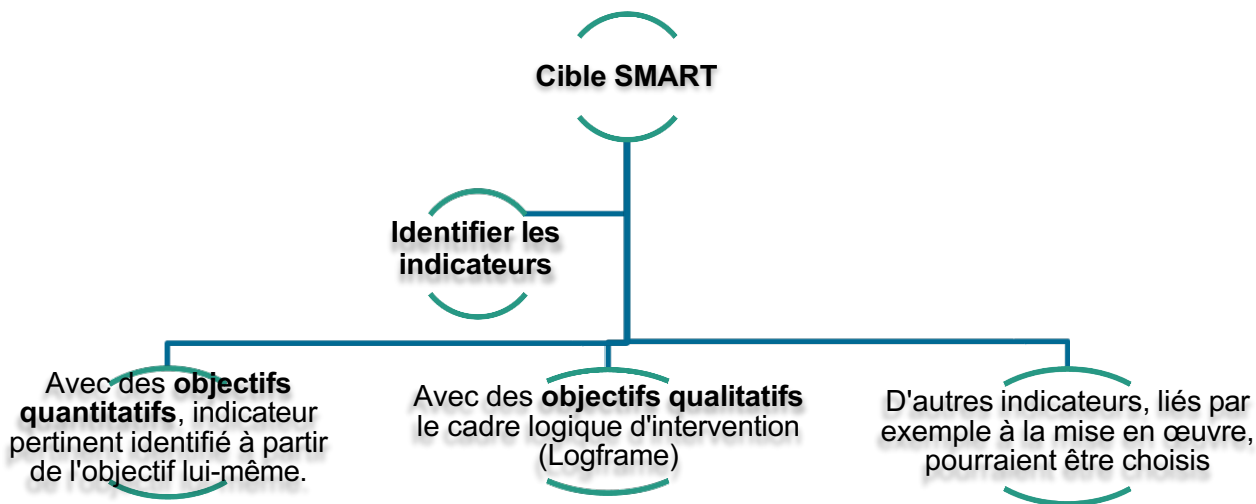 Cible SMART
Identifier les
indicateurs
Avec des objectifs
quantitatifs, indicateur
pertinent identifié à partir
de l'objectif lui-même.
Avec des objectifs qualitatifs
le cadre logique d'intervention
(Logframe)
D'autres indicateurs, liés par
exemple à la mise en œuvre,
pourraient être choisis